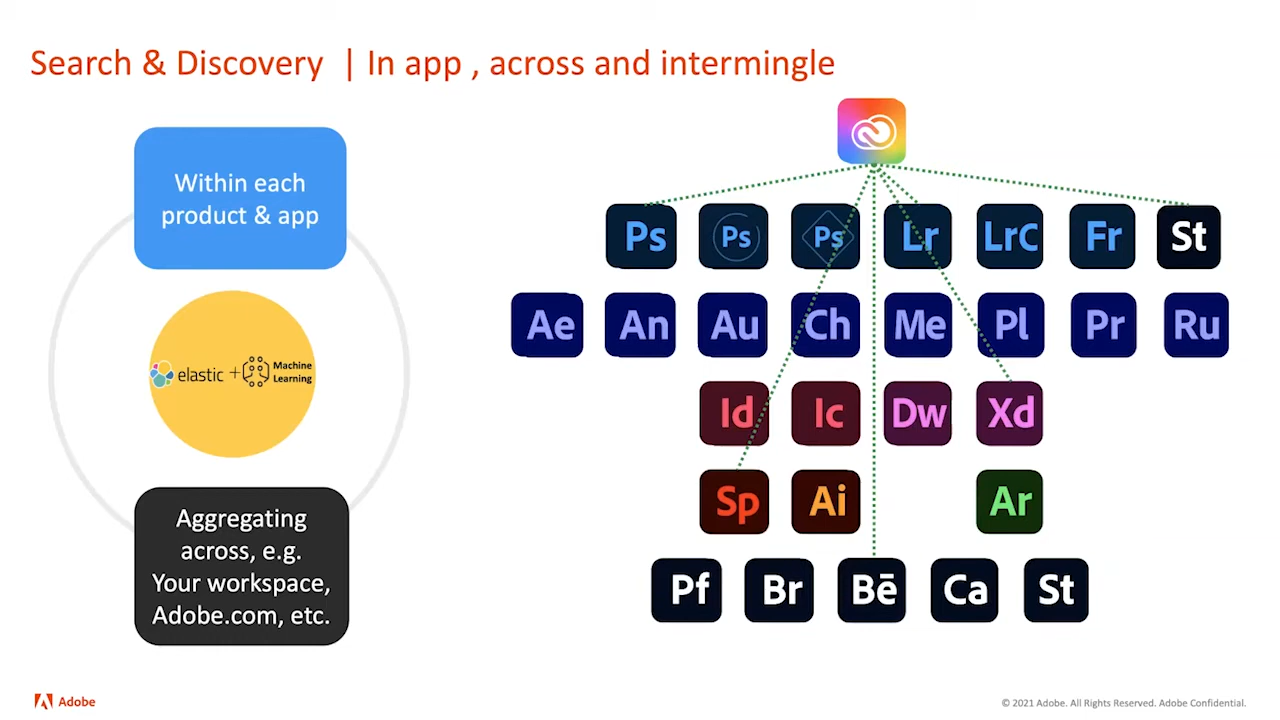 Search & Discovery | In app , across and intermingle
Within each
product & app
elastic + Machine
Learning
Aggregating
across, e.g.
Your workspace,
Adobe.com, etc.
Ps Ps Ps Lr LrC Fr St
Ae An Au Ch Me Pl Pr Ru
Id Ic Dw Xd
Sp Ai Ar
Pf Br Bē Ca St
Adobe
© 2021 Adobe. All Rights Reserved. Adobe Confidential.